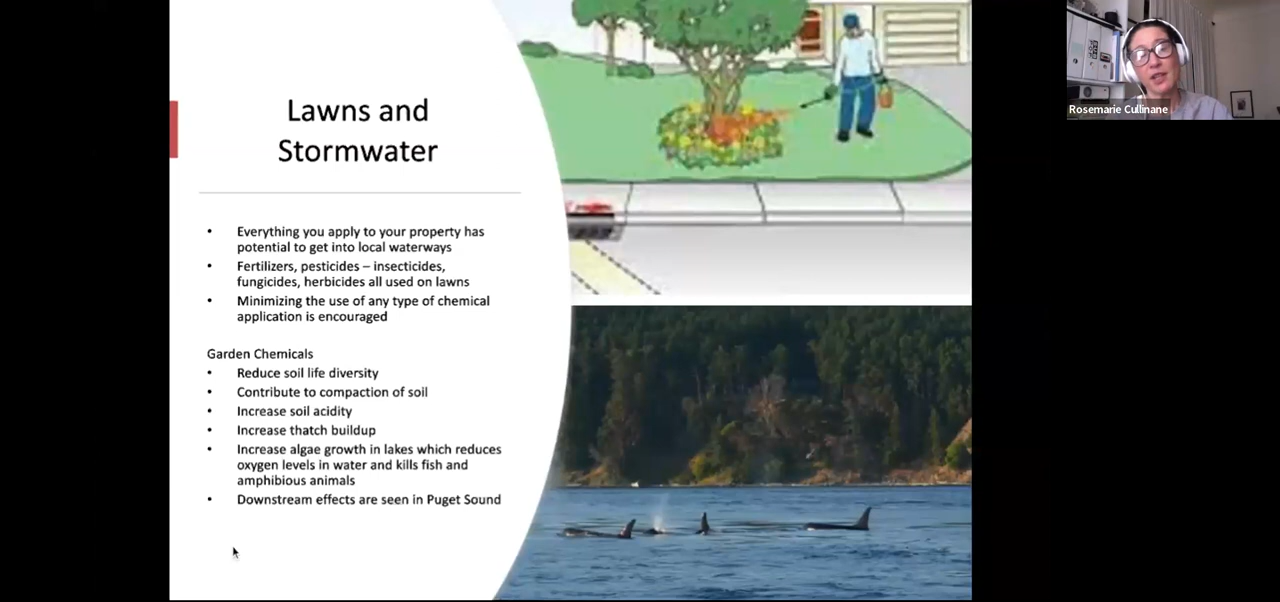 Lawns and
Stormwater
• Everything you apply to your property has
potential to get into local waterways
• Fertilizers, pesticides – insecticides,
fungicides, herbicides all used on lawns
• Minimizing the use of any type of chemical
application is encouraged
Garden Chemicals
• Reduce soil life diversity
• Contribute to compaction of soil
• Increase soil acidity
• Increase thatch buildup
• Increase algae growth in lakes which reduces
oxygen levels in water and kills fish and
amphibious animals
• Downstream effects are seen in Puget Sound
Rosemarie Cullinane